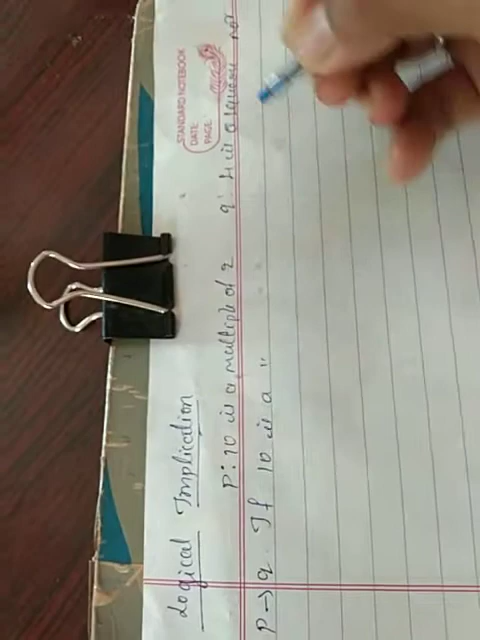 STANDARD NOTEBOOK
DATE
PAGE
Logical Implication
P: 10 is a multiple of 2 q: 4 is a square no
P → q. If 10 is a "